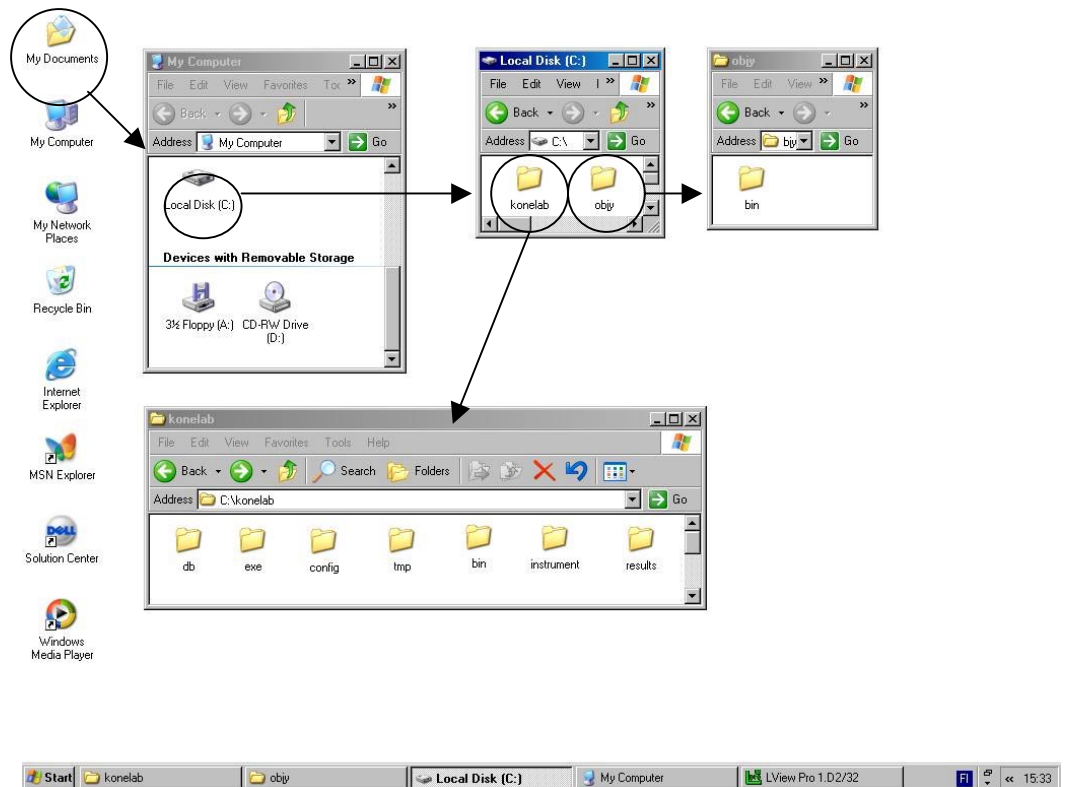 My Documents
My Computer
My Network
Places
Recycle Bin
Internet
Explorer
MSN Explorer
DELL
Solution Center
Windows
Media Player
My Computer
File Edit View Favorites Toc »
Back »
Address My Computer Go
Local Disk (C:)
Devices with Removable Storage
3½ Floppy (A:) CD-RW Drive
(D:)
Local Disk (C:)
File Edit View »
Back »
Address C:\ Go
konelab objy
objy
File Edit View »
Back »
Address bjy Go
bin
konelab
File Edit View Favorites Tools Help
Back Search Folders
Address C:\konelab Go
db exe config tmp bin instrument results
Start konelab objy Local Disk (C:) My Computer LView Pro 1.D2/32 FI « 15:33